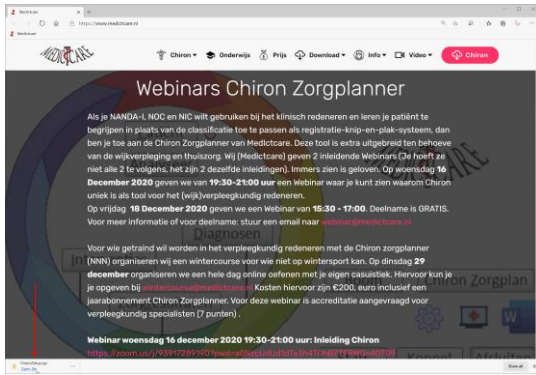 Medictcare
https://www.medictcare.nl
Medictcare
MEDICTCARE
Chiron
Onderwijs
Prijs
Download
Info
Video
Chiron
Webinars Chiron Zorgplanner
Als je NANDA-I, NOC en NIC wilt gebruiken bij het klinisch redeneren en leren je patiënt te
begrijpen in plaats van de classificatie toe te passen als registratie-knip-en-plak-systeem, dan
ben je toe aan de Chiron Zorgplanner van Medictcare. Deze tool is extra uitgebreid ten behoeve
van de wijkverpleging en thuiszorg. Wij (Medictcare) geven 2 inleidende Webinars (Je hoeft ze
niet alle 2 te volgens, het zijn 2 dezelfde inleidingen). Immers zien is geloven. Op woensdag 16
December 2020 geven we van 19:30-21:00 uur een Webinar waar je kunt zien waarom Chiron
uniek is als tool voor het (wijk)verpleegkundig redeneren.
Op vrijdag 18 December 2020 geven we een Webinar van 15:30 - 17:00. Deelname is GRATIS.
Voor meer informatie of voor deelname: stuur een email naar webinar@medictcare.nl
Diagnosen
Voor wie getraind wil worden in het verpleegkundig redeneren met de Chiron zorgplanner
(NNN) organiseren wij een wintercourse voor wie niet op wintersport kan. Op dinsdag 29
december organiseren we een hele dag online oefenen met je eigen casuistiek. Hiervoor kun je
je opgeven bij wintercourse@medictcare.nl Kosten hiervoor zijn €200, euro inclusief een
jaarabonnement Chiron Zorgplanner. Voor deze webinar is accreditatie aangevraagd voor
verpleegkundig specialisten (7 punten) .
Chiron Zorgplan
Webinar woensdag 16 december 2020 19:30-21:00 uur: Inleiding Chiron
Koppel
Afsluiten
Open file
Show all